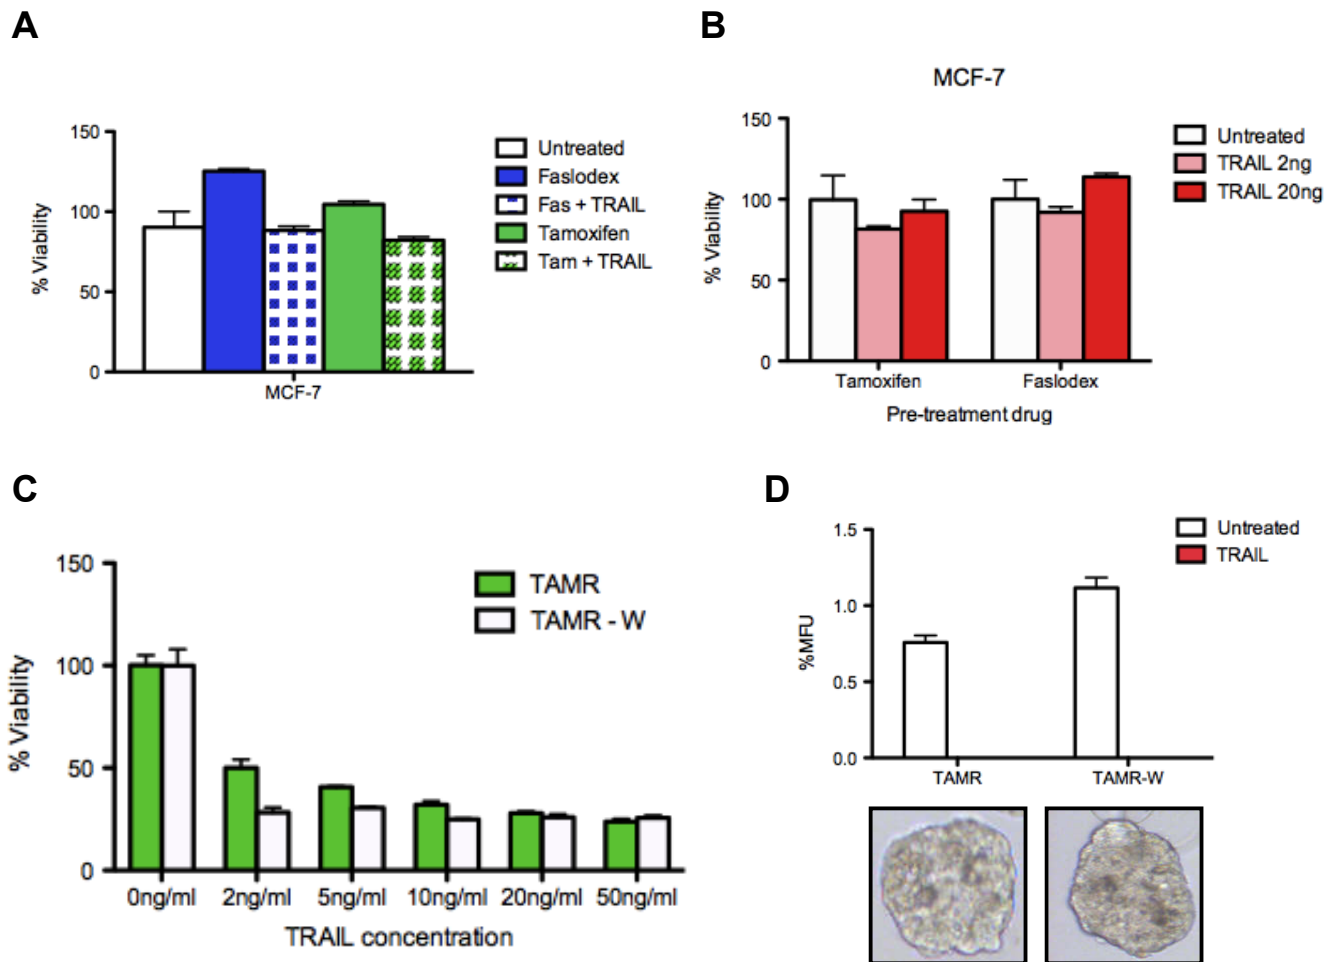 A
150
100
50
0
% Viability
MCF-7
Untreated
Faslodex
Fas + TRAIL
Tamoxifen
Tam + TRAIL
B
MCF-7
150
100
50
0
% Viability
Tamoxifen
Faslodex
Pre-treatment drug
Untreated
TRAIL 2ng
TRAIL 20ng
C
150
100
50
0
% Viability
0ng/ml 2ng/ml 5ng/ml 10ng/ml 20ng/ml 50ng/ml
TRAIL concentration
TAMR
TAMR - W
D
1.5
1.0
0.5
0.0
%MFU
TAMR
TAMR-W
Untreated
TRAIL